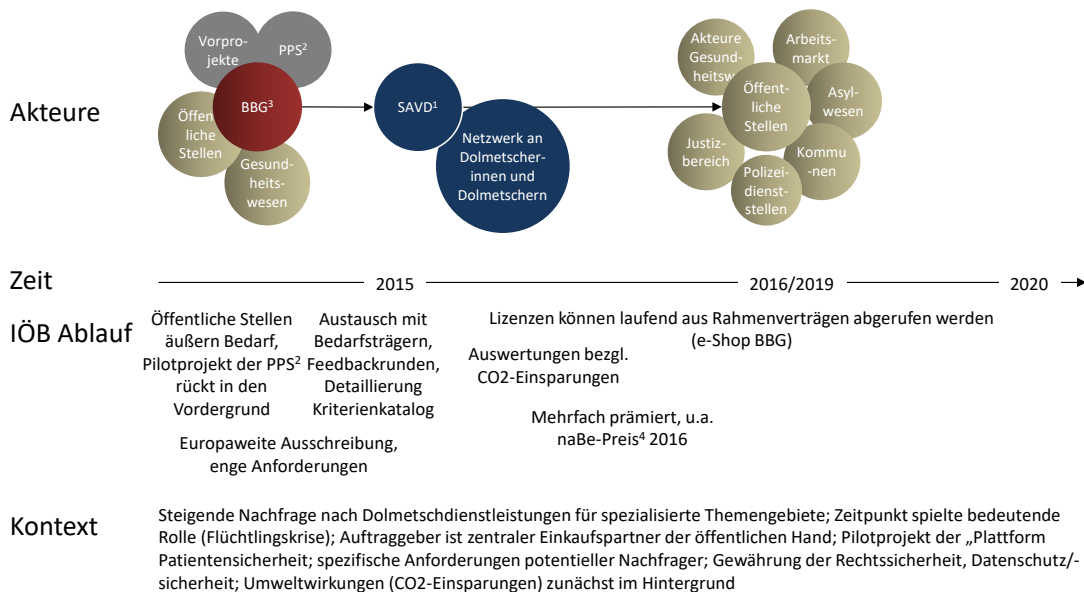 Akteure
Vorpro-
jekte
PPS²
BBG³
Öffent-
liche
Stellen
Gesund-
heits-
wesen
SAVD¹
Netzwerk an
Dolmetscher-
innen und
Dolmetschern
Akteure
Gesund-
heitsw
Arbeits-
markt
Öffent-
liche
Stellen
Asyl-
wesen
Justiz-
bereich
Kommu
-nen
Polizei-
dienst-
stellen
Zeit
2015
2016/2019
2020
IÖB Ablauf
Öffentliche Stellen
äußern Bedarf,
Pilotprojekt der PPS²
rückt in den
Vordergrund
Austausch mit
Bedarfsträgern,
Feedbackrunden,
Detaillierung
Kriterienkatalog
Europaweite Ausschreibung,
enge Anforderungen
Lizenzen können laufend aus Rahmenverträgen abgerufen werden
(e-Shop BBG)
Auswertungen bezgl.
CO2-Einsparungen
Mehrfach prämiert, u.a.
naBe-Preis⁴ 2016
Kontext
Steigende Nachfrage nach Dolmetschdienstleistungen für spezialisierte Themengebiete; Zeitpunkt spielte bedeutende
Rolle (Flüchtlingskrise); Auftraggeber ist zentraler Einkaufspartner der öffentlichen Hand; Pilotprojekt der „Plattform
Patientensicherheit; spezifische Anforderungen potentieller Nachfrager; Gewährung der Rechtssicherheit, Datenschutz/-
sicherheit; Umweltwirkungen (CO2-Einsparungen) zunächst im Hintergrund